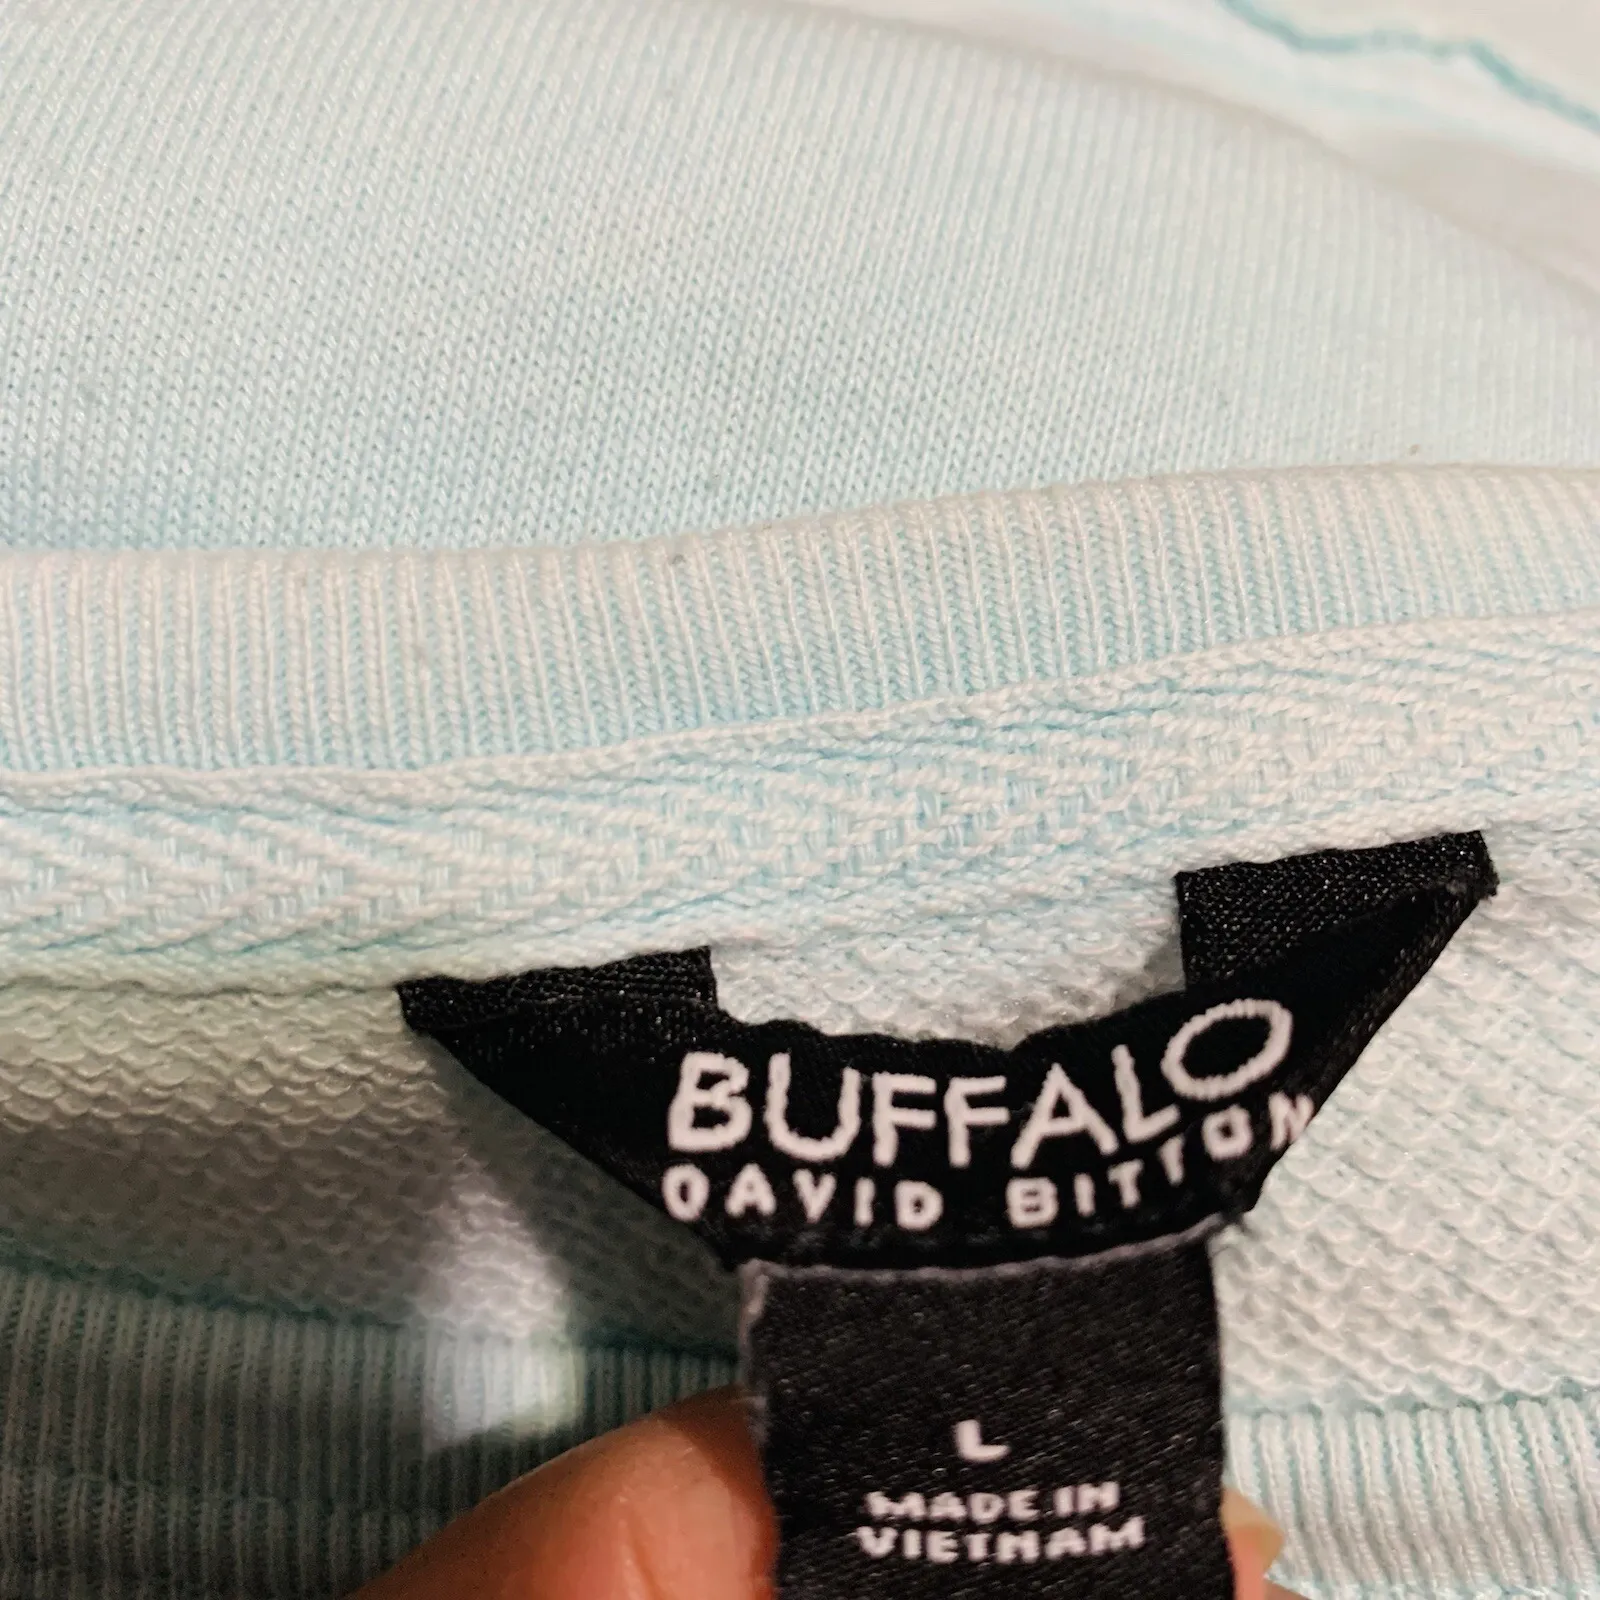 BUFFALO
DAVID BITTON
L
MADE IN
VIETNAM